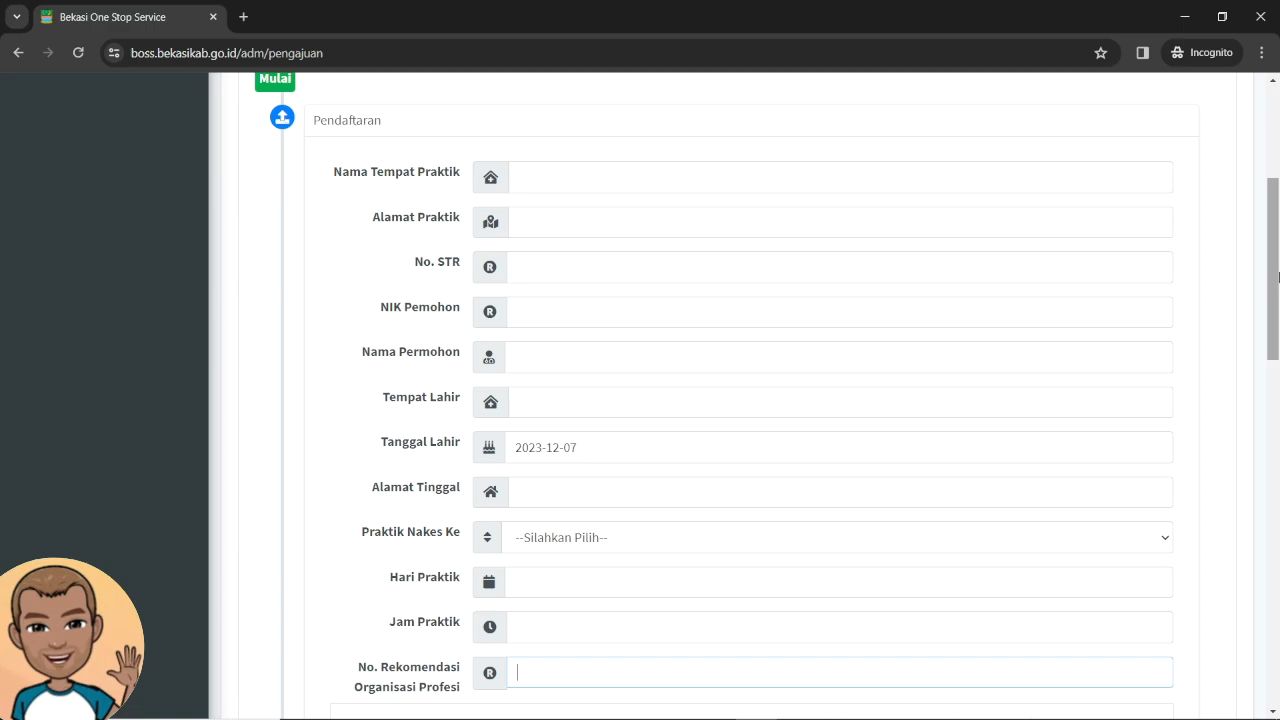 Bekasi One Stop Service
boss.bekasikab.go.id/adm/pengajuan
Incognito
Mulai
Pendaftaran
Nama Tempat Praktik
Alamat Praktik
No. STR
NIK Pemohon
Nama Permohon
Tempat Lahir
Tanggal Lahir
2023-12-07
Alamat Tinggal
Praktik Nakes Ke
--Silahkan Pilih--
Hari Praktik
Jam Praktik
No. Rekomendasi
Organisasi Profesi